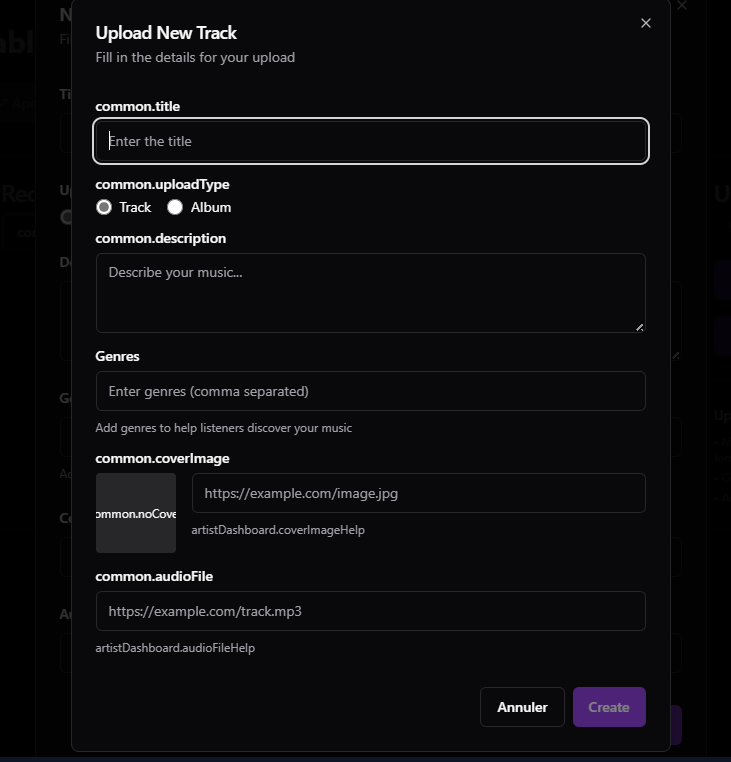 Upload New Track
Fill in the details for your upload
common.title
Enter the title
common.uploadType
Track Album
common.description
Describe your music...
Genres
Enter genres (comma separated)
Add genres to help listeners discover your music
common.coverImage
ommon.noCove
https://example.com/image.jpg
artistDashboard.coverImageHelp
common.audioFile
https://example.com/track.mp3
artistDashboard.audioFileHelp
Annuler Create